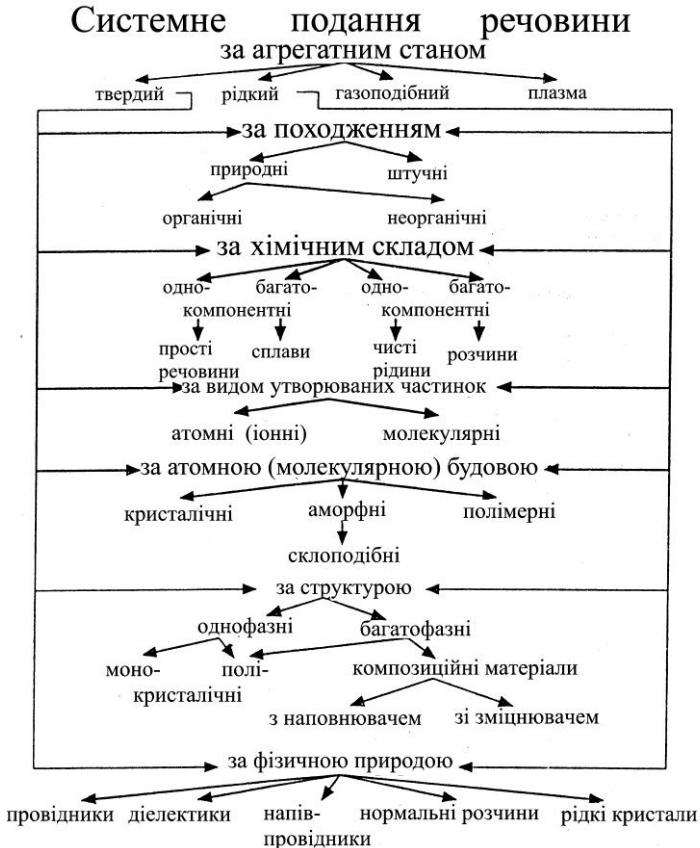 Системне подання речовини
за агрегатним станом
твердий рідкий газоподібний плазма
за походженням
природні штучні
органічні неорганічні
за хімічним складом
одно- багато- одно- багато-
компонентні компонентні
прості сплави чисті розчини
речовини рідини
за видом утворюваних частинок
атомні (іонні) молекулярні
за атомною (молекулярною) будовою
кристалічні аморфні полімерні
склоподібні
за структурою
однофазні багатофазні
моно- полі- композиційні матеріали
кристалічні
з наповнювачем зі зміцнювачем
за фізичною природою
провідники діелектики напів- нормальні розчини рідкі кристали
провідники